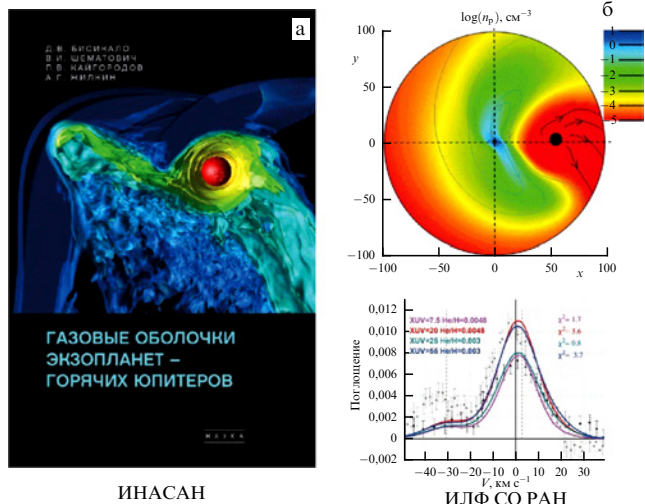 а
Д.В. БИСИКАЛО
В.И. ШЕМАТОВИЧ
П.В. КАЙГОРОДОВ
А.Г. ЖИЛКИН
ГАЗОВЫЕ ОБОЛОЧКИ
ЭКЗОПЛАНЕТ –
ГОРЯЧИХ ЮПИТЕРОВ
НАУКА
ИНАСАН
log(nр), см⁻³
б
y
100
50
0
−50
−100
−100
−50
0
50
x
100
1
0
−1
−2
−3
−4
−5
0,012
0,010
0,008
0,006
0,004
0,002
0
−0,002
Поглощение
XUV=7.5 He/H=0.0048
XUV=20 He/H=0.0048
XUV=25 He/H=0.003
XUV=55 He/H=0.003
χ²= 1.7
χ²= 3.6
χ²= 0.8
χ²= 3.7
−40
−30
−20
−10
0
10
20
30
V, км с⁻¹
ИЛФ СО РАН